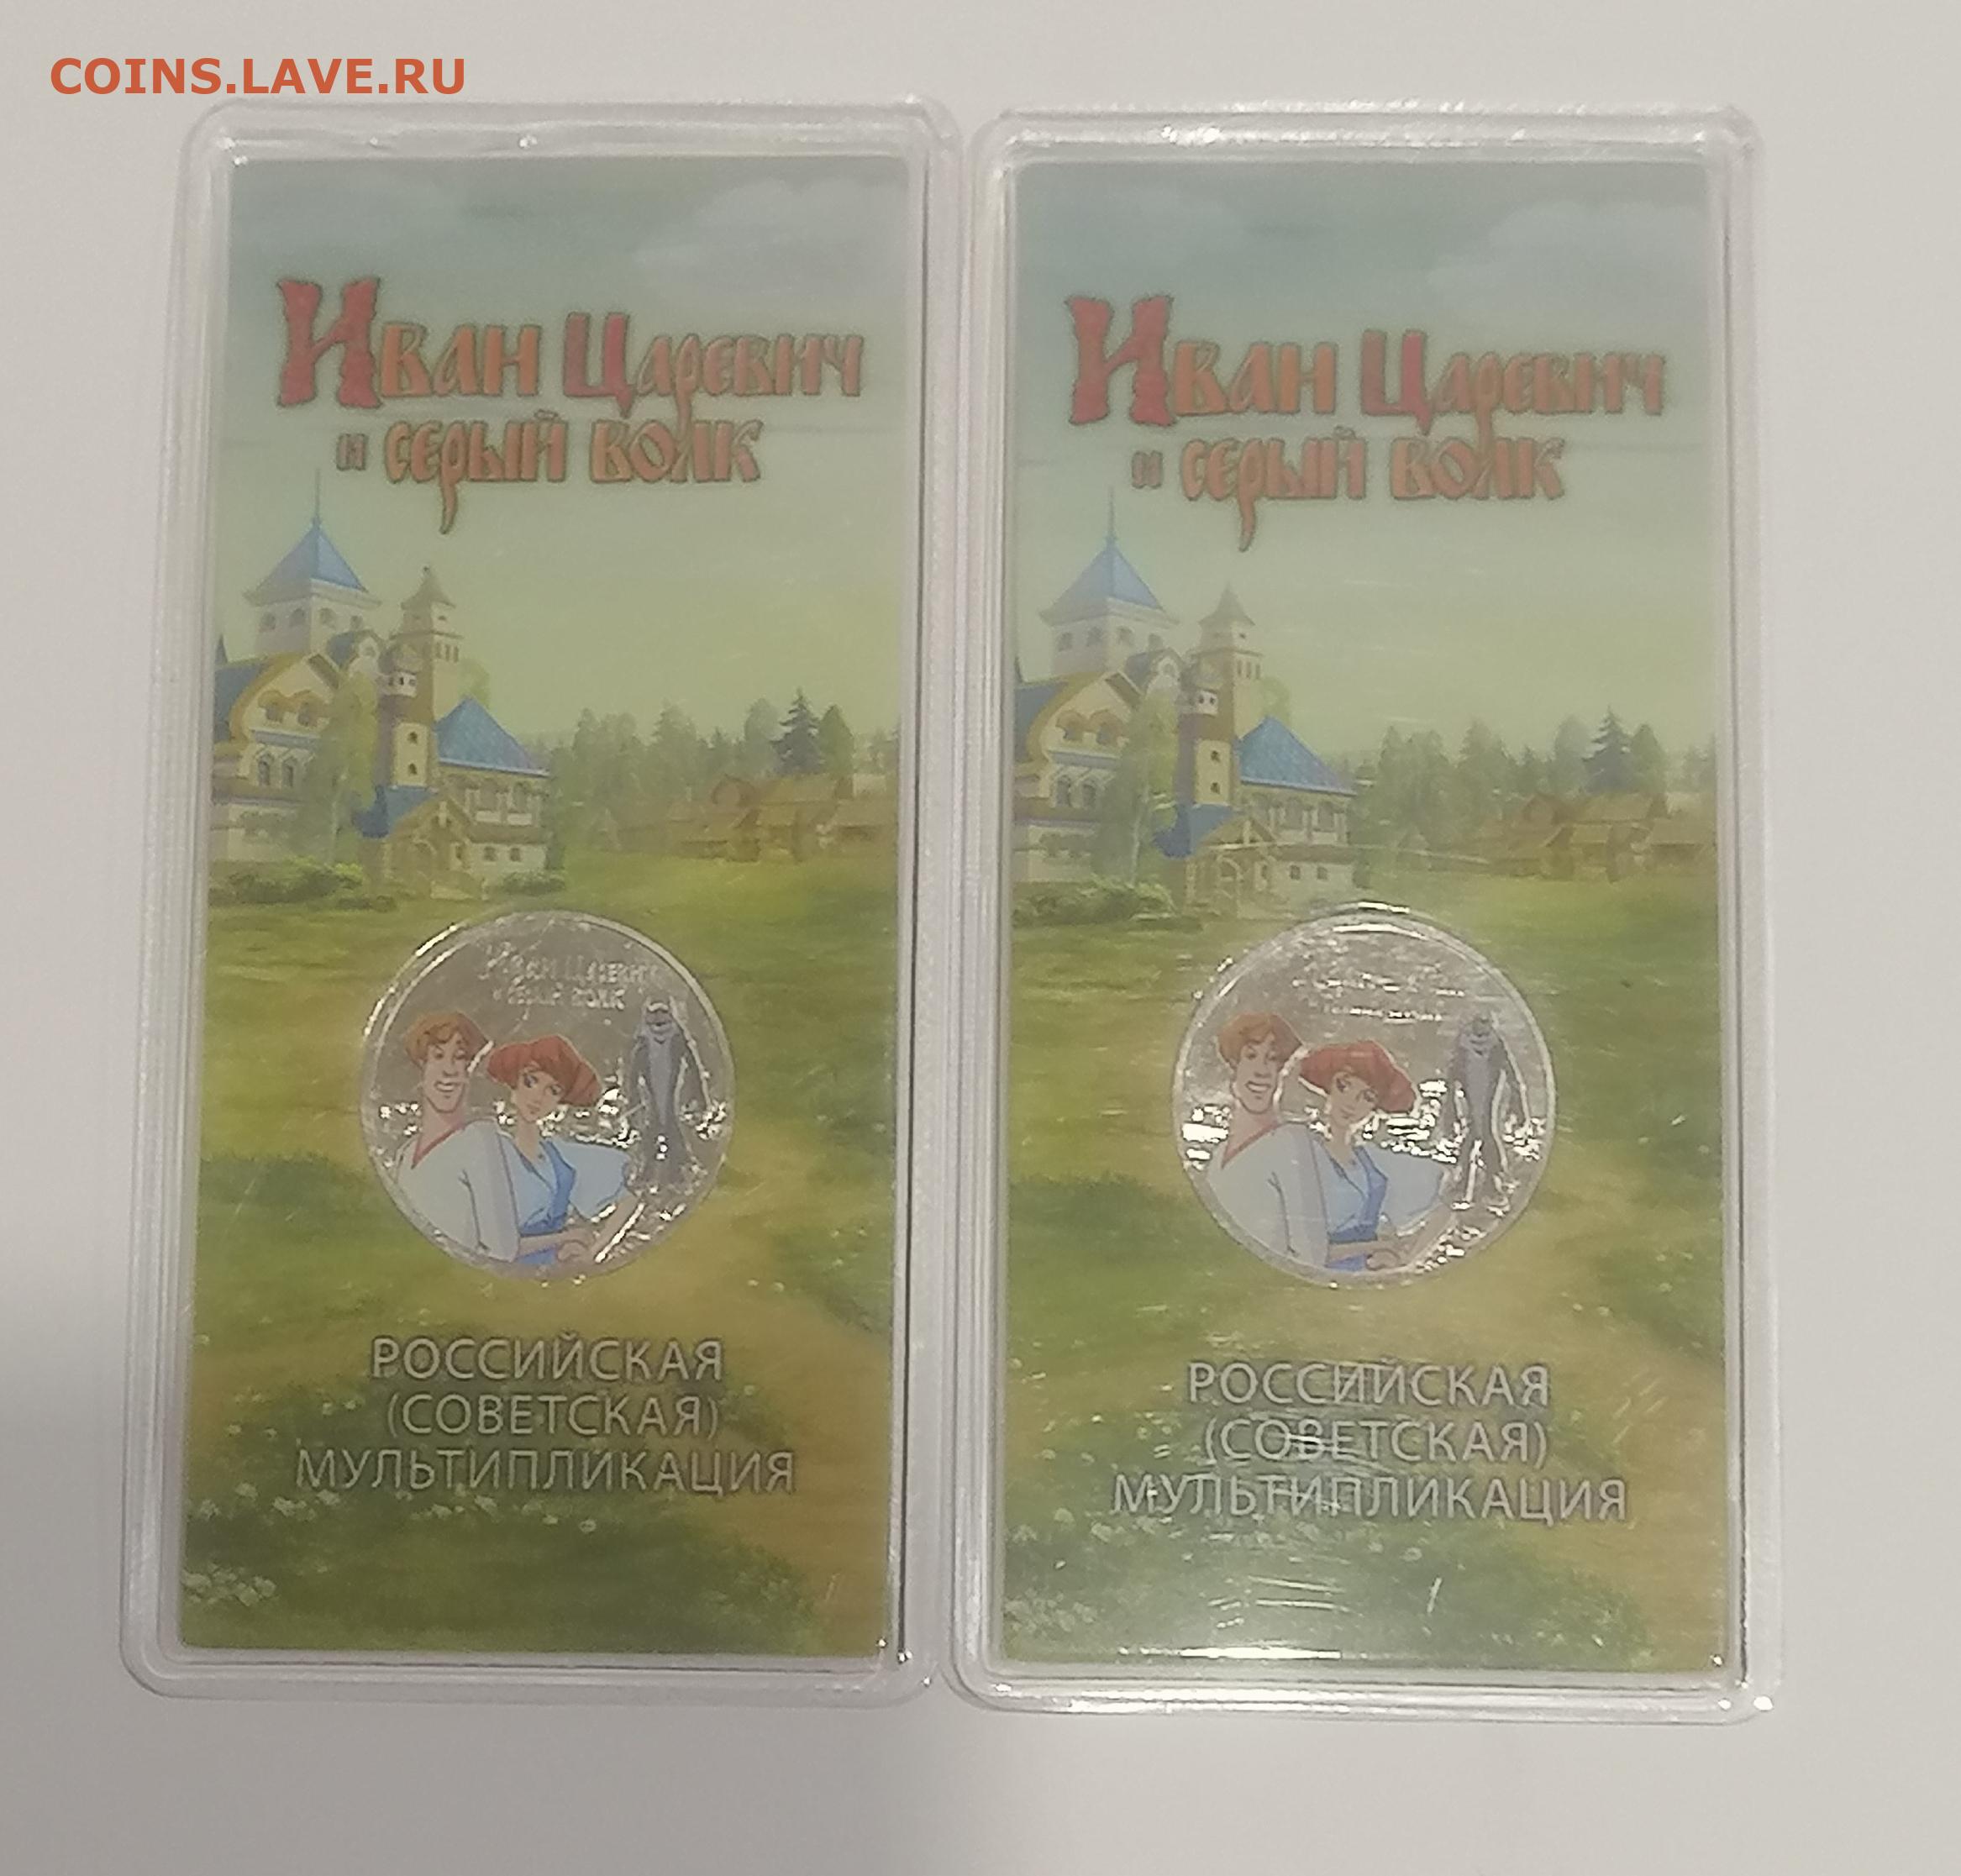 COINS.LAVE.RU
Иван Царевич
и серый волк
Иван Царевич
и серый волк
РОССИЙСКАЯ
(СОВЕТСКАЯ)
МУЛЬТИПЛИКАЦИЯ
Иван Царевич
и серый волк
РОССИЙСКАЯ
(СОВЕТСКАЯ)
МУЛЬТИПЛИКАЦИЯ